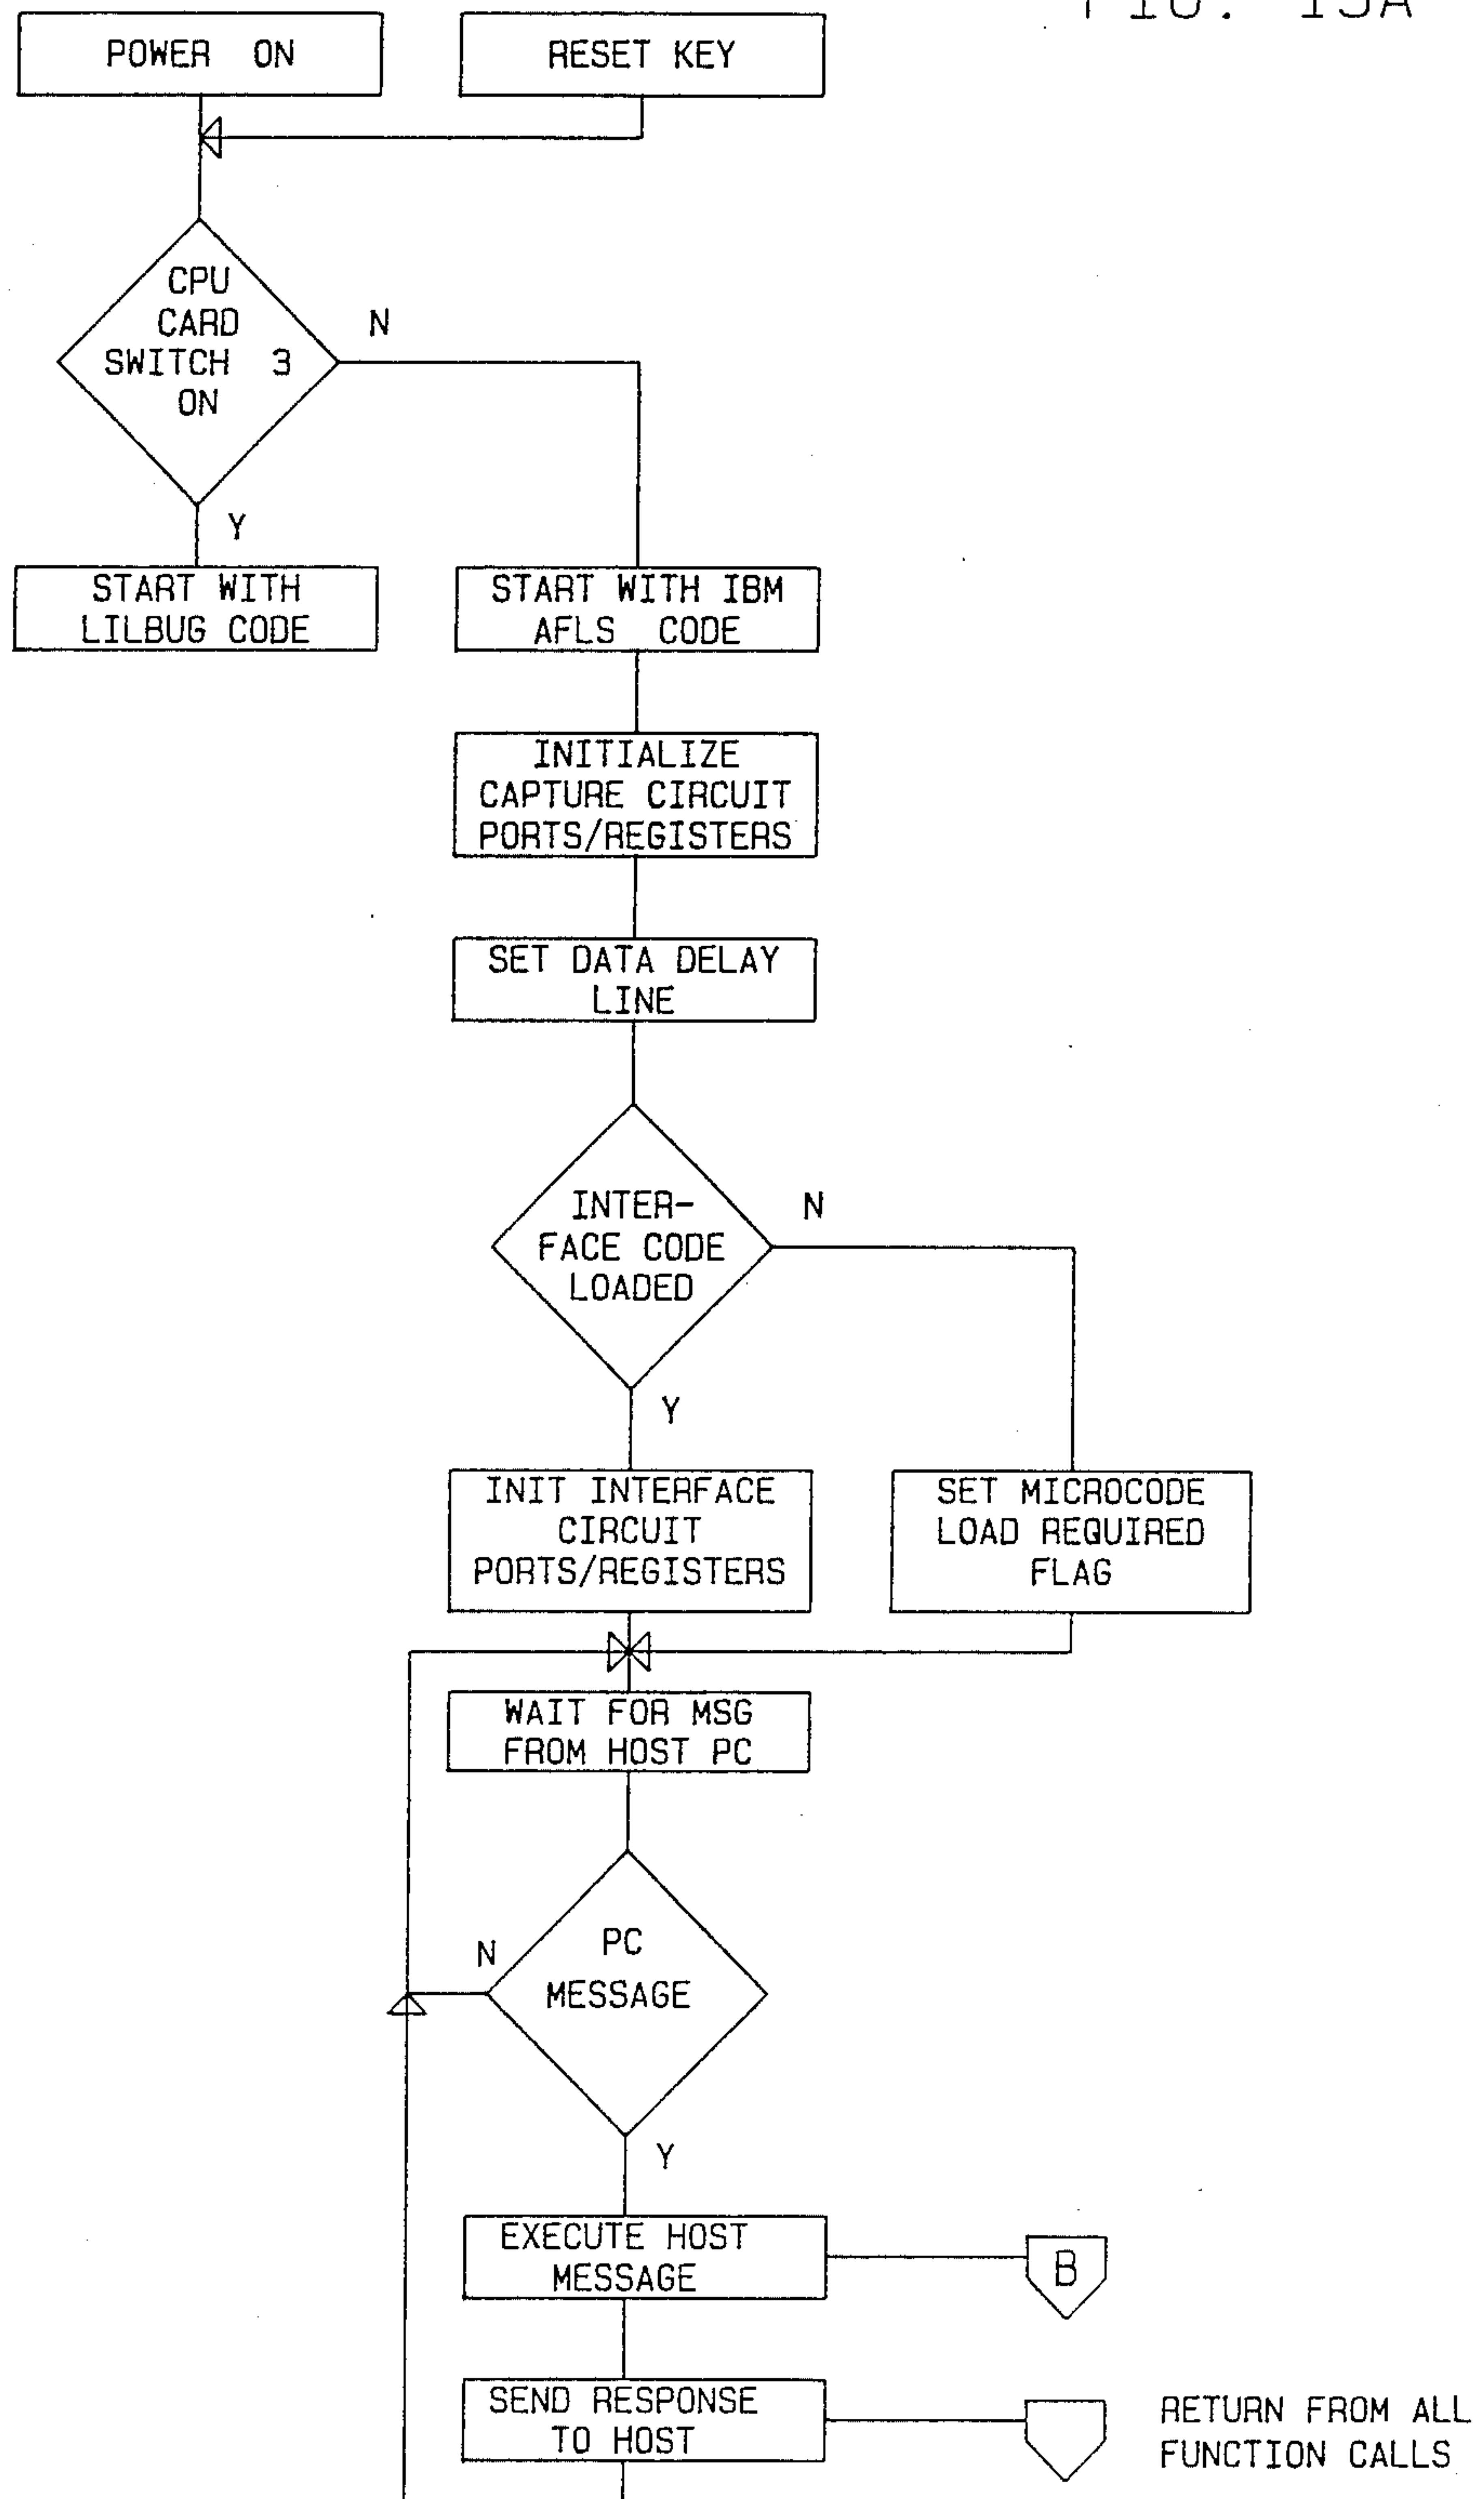 FIG. 13A
POWER ON
RESET KEY
CPU
CARD
SWITCH 3
ON
N
Y
START WITH
LILBUG CODE
START WITH IBM
AFLS CODE
INITIALIZE
CAPTURE CIRCUIT
PORTS/REGISTERS
SET DATA DELAY
LINE
INTER-
FACE CODE
LOADED
N
Y
INIT INTERFACE
CIRCUIT
PORTS/REGISTERS
SET MICROCODE
LOAD REQUIRED
FLAG
WAIT FOR MSG
FROM HOST PC
PC
MESSAGE
N
Y
EXECUTE HOST
MESSAGE
B
SEND RESPONSE
TO HOST
RETURN FROM ALL
FUNCTION CALLS